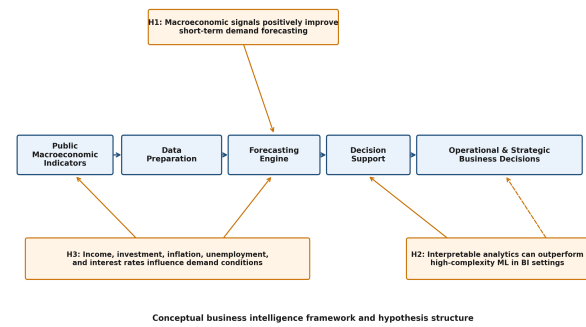 H1: Macroeconomic signals positively improve
short-term demand forecasting
Public
Macroeconomic
Indicators
Data
Preparation
Forecasting
Engine
Decision
Support
Operational & Strategic
Business Decisions
H3: Income, investment, inflation, unemployment,
and interest rates influence demand conditions
H2: Interpretable analytics can outperform
high-complexity ML in BI settings
Conceptual business intelligence framework and hypothesis structure